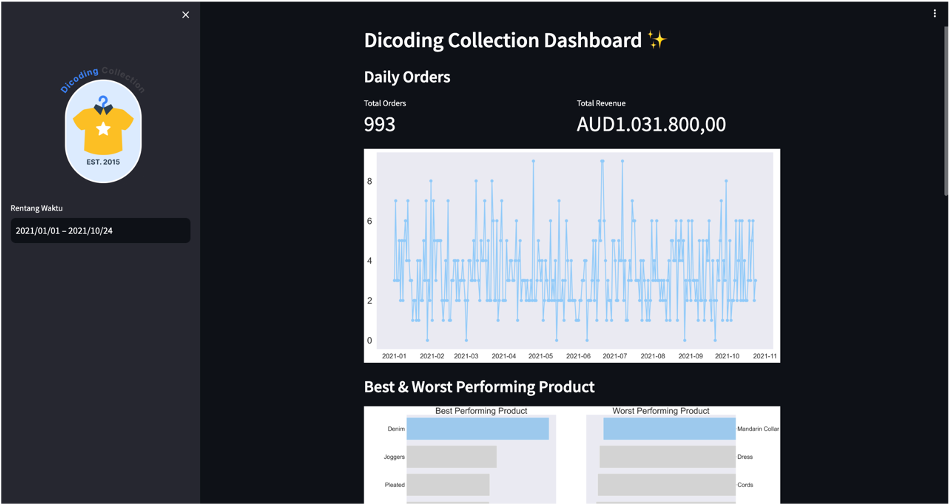 Dicoding Collection
EST. 2015
Rentang Waktu
2021/01/01 – 2021/10/24
Dicoding Collection Dashboard ✨
Daily Orders
Total Orders
993
Total Revenue
AUD1.031.800,00
8
6
4
2
0
2021-01 2021-02 2021-03 2021-04 2021-05 2021-06 2021-07 2021-08 2021-09 2021-10 2021-11
Best & Worst Performing Product
Best Performing Product
Denim
Joggers
Pleated
Worst Performing Product
Mandarin Collar
Dress
Cords